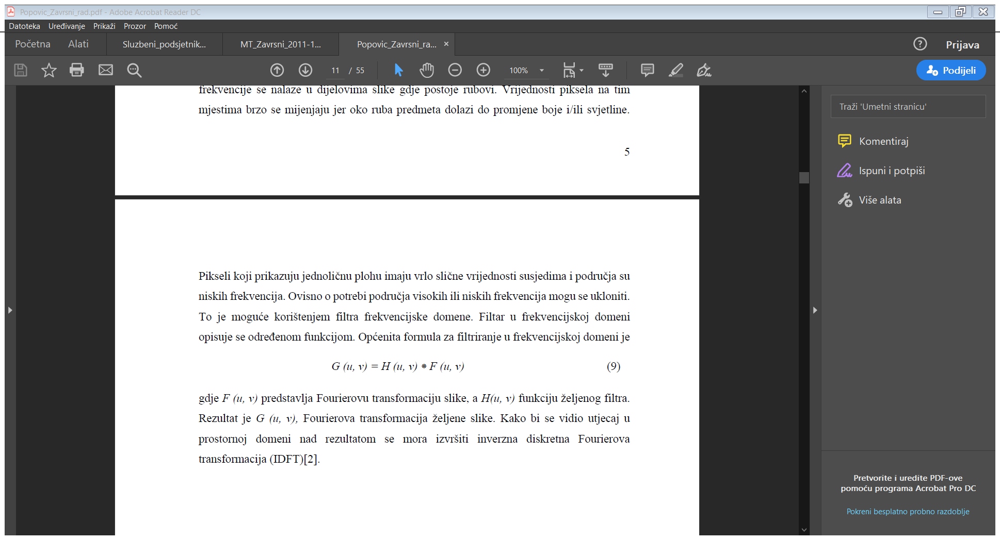 Popovic_Zavrsni_rad.pdf - Adobe Acrobat Reader DC
Datoteka Uređivanje Prikaži Prozor Pomoć
Početna Alati Sluzbeni_podsjetnik... MT_Zavrsni_2011-1... Popovic_Zavrsni_ra... ×
? Prijava
11 / 55 100% Podijeli
frekvencije se nalaze u dijelovima slike gdje postoje rubovi. Vrijednosti piksela na tim
mjestima brzo se mijenjaju jer oko ruba predmeta dolazi do promjene boje i/ili svjetline.
5
Pikseli koji prikazuju jednoličnu plohu imaju vrlo slične vrijednosti susjedima i područja su
niskih frekvencija. Ovisno o potrebi područja visokih ili niskih frekvencija mogu se ukloniti.
To je moguće korištenjem filtra frekvencijske domene. Filtar u frekvencijskoj domeni
opisuje se određenom funkcijom. Općenita formula za filtriranje u frekvencijskoj domeni je
G (u, v) = H (u, v) * F (u, v) (9)
gdje F (u, v) predstavlja Fourierovu transformaciju slike, a H(u, v) funkciju željenog filtra.
Rezultat je G (u, v), Fourierova transformacija željene slike. Kako bi se vidio utjecaj u
prostornoj domeni nad rezultatom se mora izvršiti inverzna diskretna Fourierova
transformacija (IDFT)[2].
Traži 'Umetni stranicu'
Komentiraj
Ispuni i potpiši
Više alata
Pretvorite i uredite PDF-ove
pomoću programa Acrobat Pro DC
Pokreni besplatno probno razdoblje